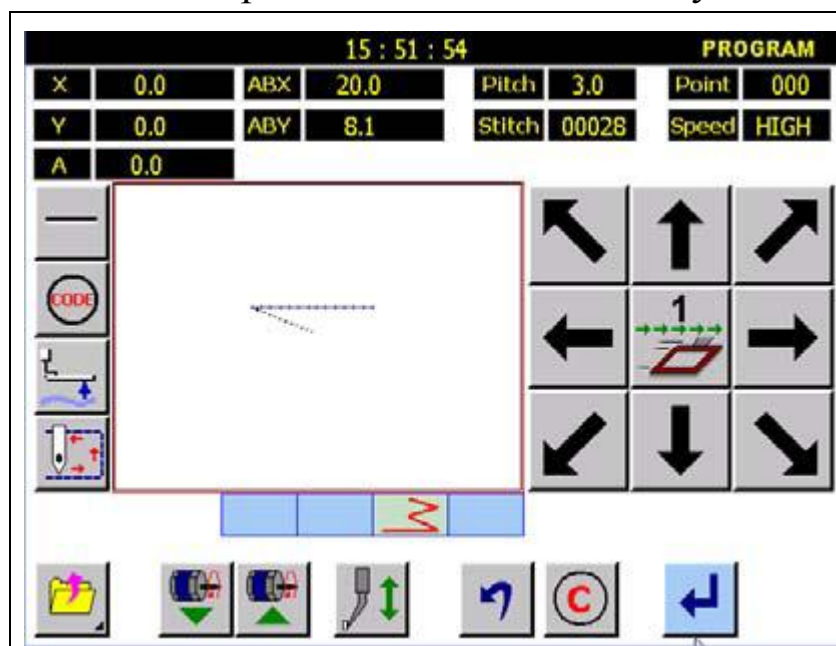 15 : 51 : 54 PROGRAM
X 0.0 ABX 20.0 Pitch 3.0 Point 000
Y 0.0 ABY 8.1 Stitch 00028 Speed HIGH
A 0.0
1
CODE
C